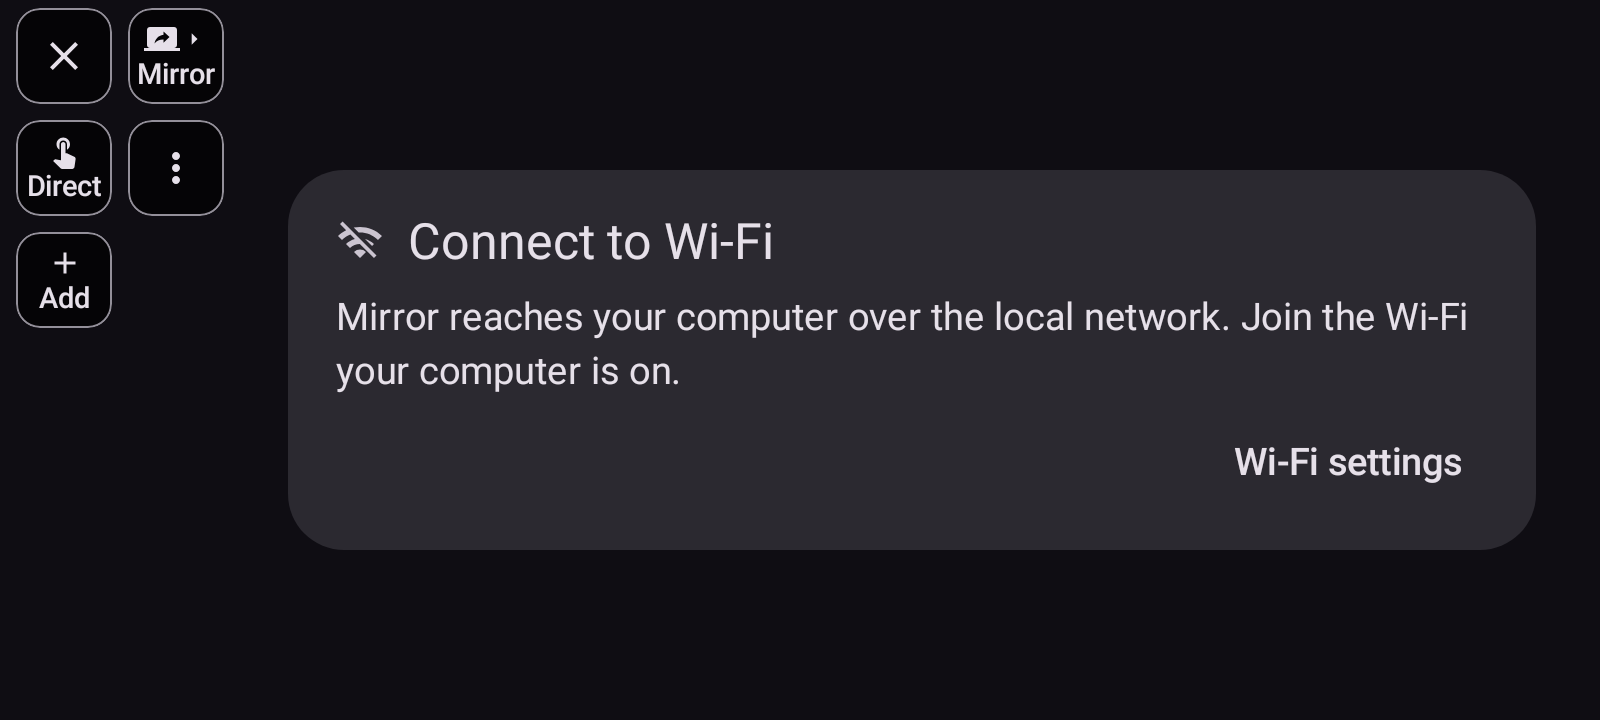 Mirror
Direct
Add
Connect to Wi-Fi
Mirror reaches your computer over the local network. Join the Wi-Fi
your computer is on.
Wi-Fi settings